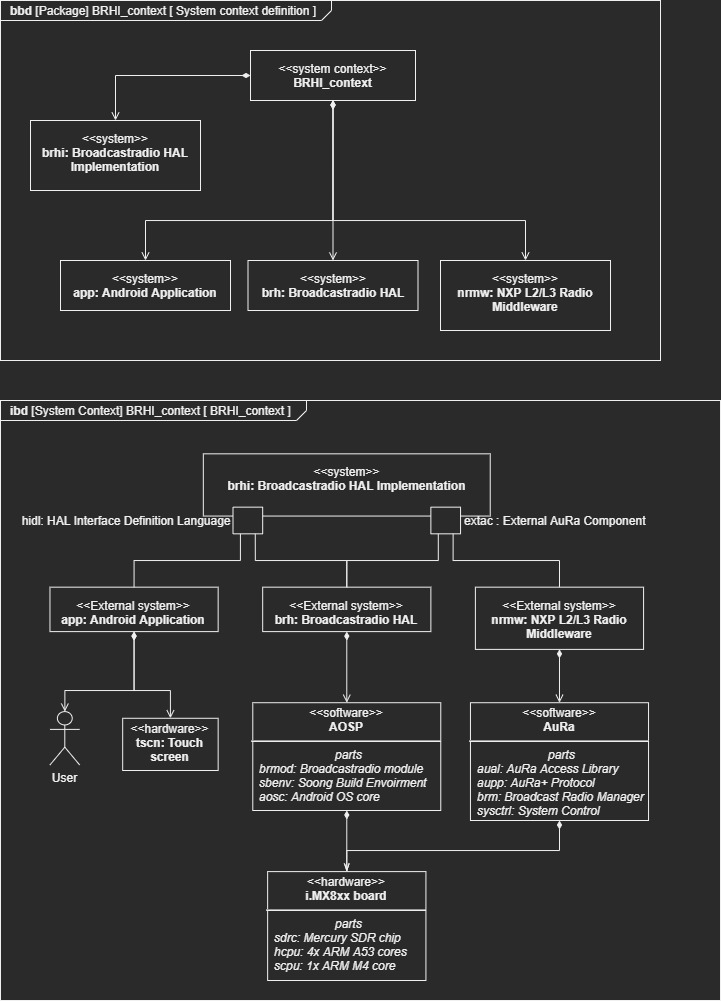 bbd [Package] BRHI_context [ System context definition ]
<<system context>>
BRHI_context
<<system>>
brhi: Broadcastradio HAL
Implementation
<<system>>
app: Android Application
<<system>>
brh: Broadcastradio HAL
<<system>>
nrmw: NXP L2/L3 Radio
Middleware
ibd [System Context] BRHI_context [ BRHI_context ]
<<system>>
brhi: Broadcastradio HAL Implementation
hidl: HAL Interface Definition Language
extac : External AuRa Component
<<External system>>
app: Android Application
<<External system>>
brh: Broadcastradio HAL
<<External system>>
nrmw: NXP L2/L3 Radio
Middleware
User
<<hardware>>
tscn: Touch
screen
<<software>>
AOSP
parts
brmod: Broadcastradio module
sbenv: Soong Build Envoirment
aosc: Android OS core
<<software>>
AuRa
parts
aual: AuRa Access Library
aupp: AuRa+ Protocol
brm: Broadcast Radio Manager
sysctrl: System Control
<<hardware>>
i.MX8xx board
parts
sdrc: Mercury SDR chip
hcpu: 4x ARM A53 cores
scpu: 1x ARM M4 core